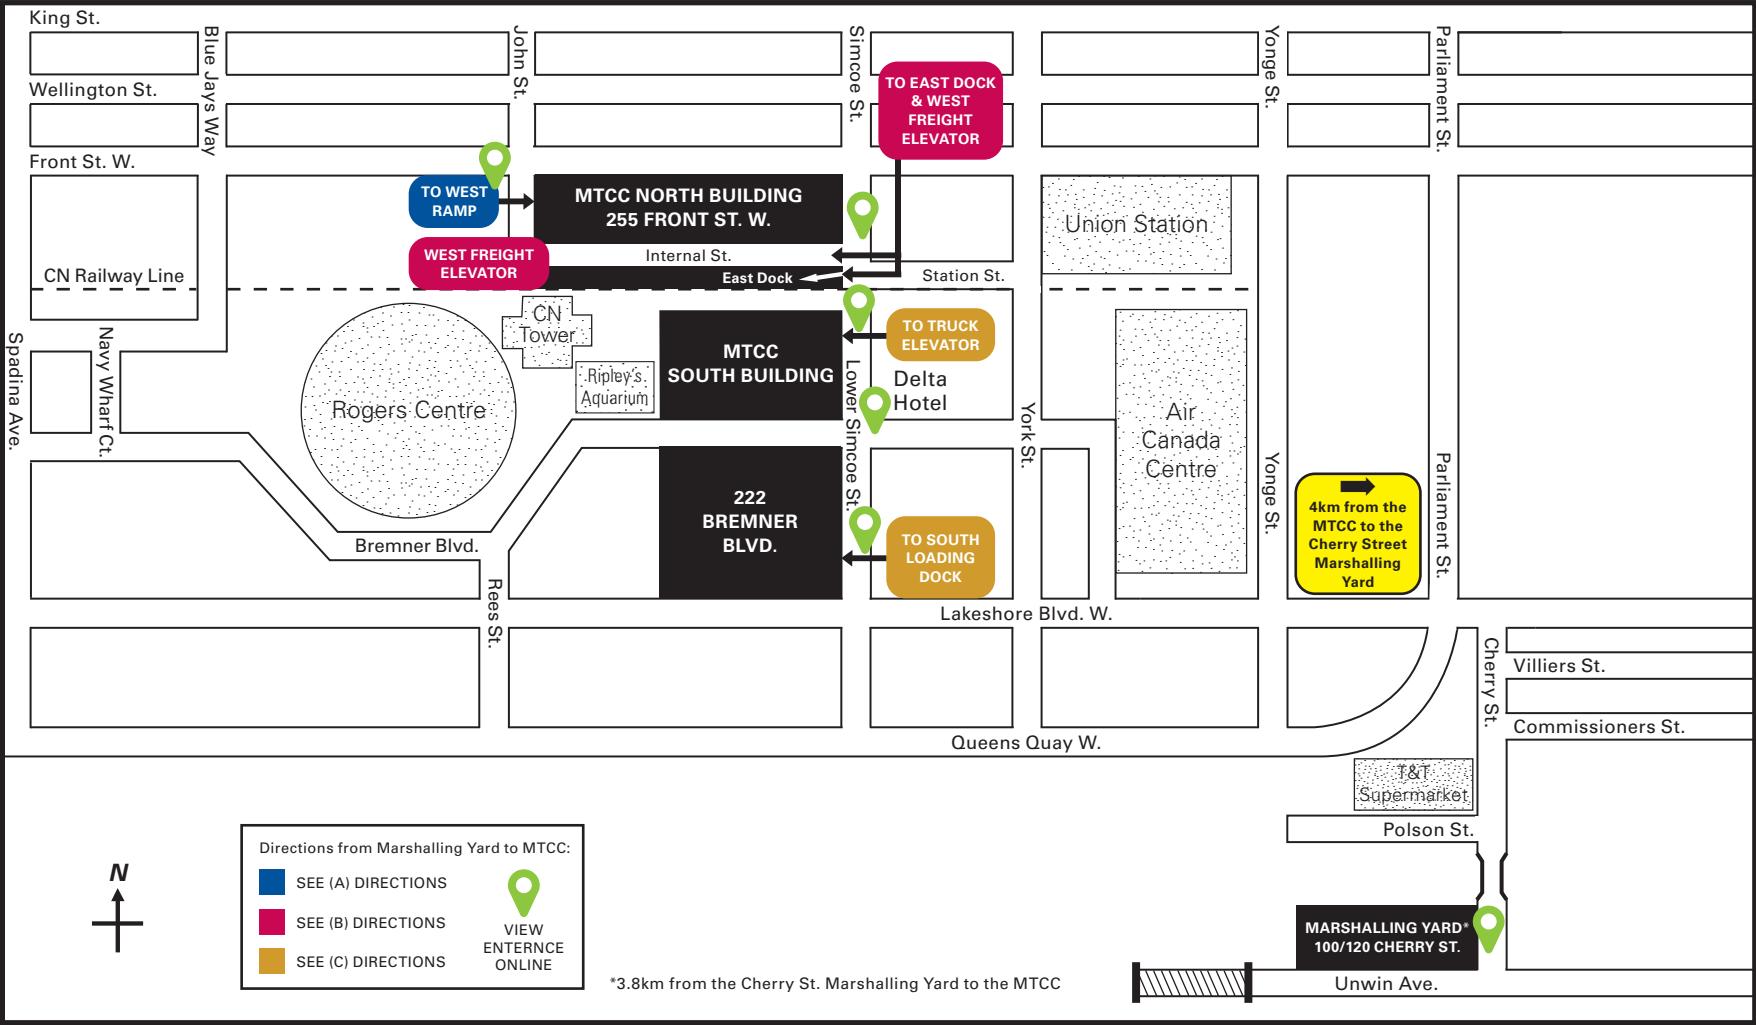 King St.
Blue Jays Way
John St.
Simcoe St.
Yonge St.
Parliament St.
Wellington St.
TO EAST DOCK
& WEST
FREIGHT
ELEVATOR
Front St. W.
TO WEST
RAMP
MTCC NORTH BUILDING
255 FRONT ST. W.
Union Station
WEST FREIGHT
ELEVATOR
Internal St.
East Dock
Station St.
CN Railway Line
CN
Tower
TO TRUCK
ELEVATOR
Spadina Ave.
Navy Wharf Ct.
MTCC
SOUTH BUILDING
Ripley's
Aquarium
Rogers Centre
Lower Simcoe St.
Delta
Hotel
York St.
Air
Canada
Centre
Yonge St.
Parliament St.
222
BREMNER
BLVD.
4km from the
MTCC to the
Cherry Street
Marshalling
Yard
TO SOUTH
LOADING
DOCK
Bremner Blvd.
Rees St.
Lakeshore Blvd. W.
Cherry St.
Villiers St.
Commissioners St.
Queens Quay W.
T&T
Supermarket
Polson St.
N
Directions from Marshalling Yard to MTCC:
SEE (A) DIRECTIONS
SEE (B) DIRECTIONS
SEE (C) DIRECTIONS
VIEW
ENTERNCE
ONLINE
MARSHALLING YARD*
100/120 CHERRY ST.
*3.8km from the Cherry St. Marshalling Yard to the MTCC
Unwin Ave.